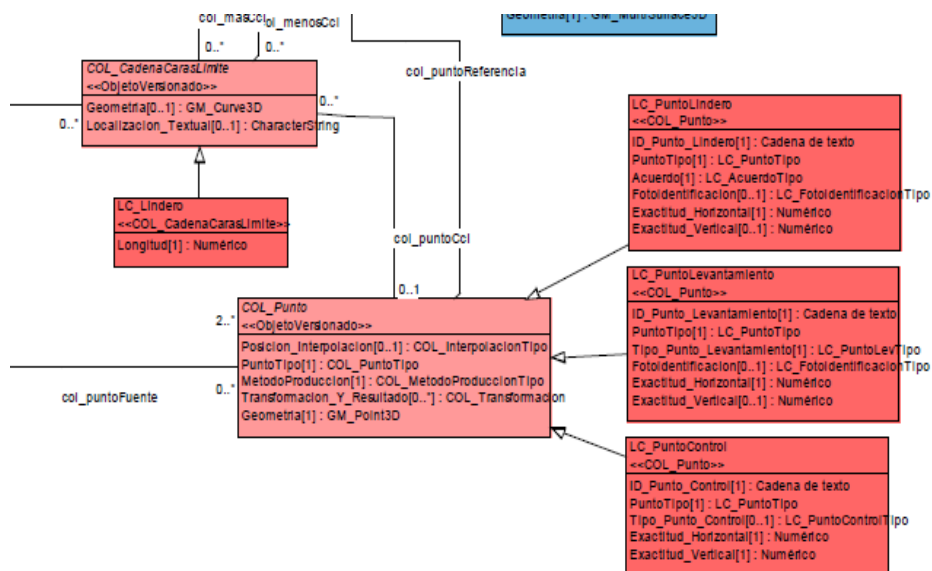 col_masCcl
col_menosCcl
Geometria[1] : GM_MultiSurface3D
0..*
0..*
col_puntoReferencia
COL_CadenaCarasLimite
<<ObjetoVersionado>>
Geometria[0..1] : GM_Curve3D
Localizacion_Textual[0..1] : CharacterString
0..*
0..*
LC_Lindero
<<COL_CadenaCarasLimite>>
Longitud[1] : Numérico
col_puntoCcl
0..1
LC_PuntoLindero
<<COL_Punto>>
ID_Punto_Lindero[1] : Cadena de texto
PuntoTipo[1] : LC_PuntoTipo
Acuerdo[1] : LC_AcuerdoTipo
Fotoidentificacion[0..1] : LC_FotoidentificacionTipo
Exactitud_Horizontal[1] : Numérico
Exactitud_Vertical[0..1] : Numérico
LC_PuntoLevantamiento
<<COL_Punto>>
ID_Punto_Levantamiento[1] : Cadena de texto
PuntoTipo[1] : LC_PuntoTipo
Tipo_Punto_Levantamiento[1] : LC_PuntoLevTipo
Fotoidentificacion[0..1] : LC_FotoidentificacionTipo
Exactitud_Horizontal[1] : Numérico
Exactitud_Vertical[0..1] : Numérico
COL_Punto
<<ObjetoVersionado>>
Posicion_Interpolacion[0..1] : COL_InterpolacionTipo
PuntoTipo[1] : COL_PuntoTipo
MetodoProduccion[1] : COL_MetodoProduccionTipo
Transformacion_Y_Resultado[0..*] : COL_Transformacion
Geometria[1] : GM_Point3D
2..*
0..*
col_puntoFuente
LC_PuntoControl
<<COL_Punto>>
ID_Punto_Control[1] : Cadena de texto
PuntoTipo[1] : LC_PuntoTipo
Tipo_Punto_Control[0..1] : LC_PuntoControlTipo
Exactitud_Horizontal[1] : Numérico
Exactitud_Vertical[1] : Numérico